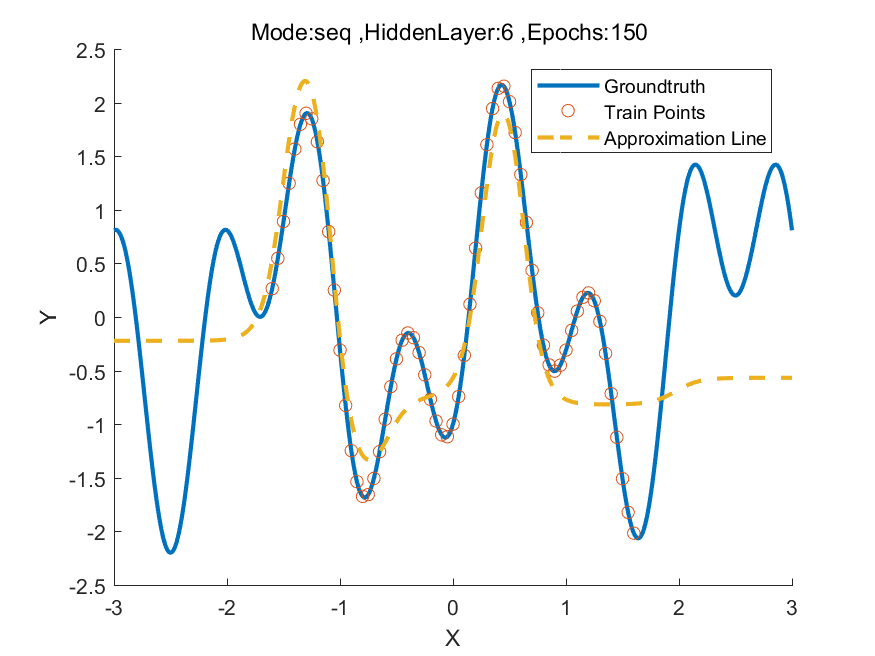 Mode:seq ,HiddenLayer:6 ,Epochs:150
2.5
2
1.5
1
0.5
0
-0.5
-1
-1.5
-2
-2.5
Y
Groundtruth
Train Points
Approximation Line
-3 -2 -1 0 1 2 3
X